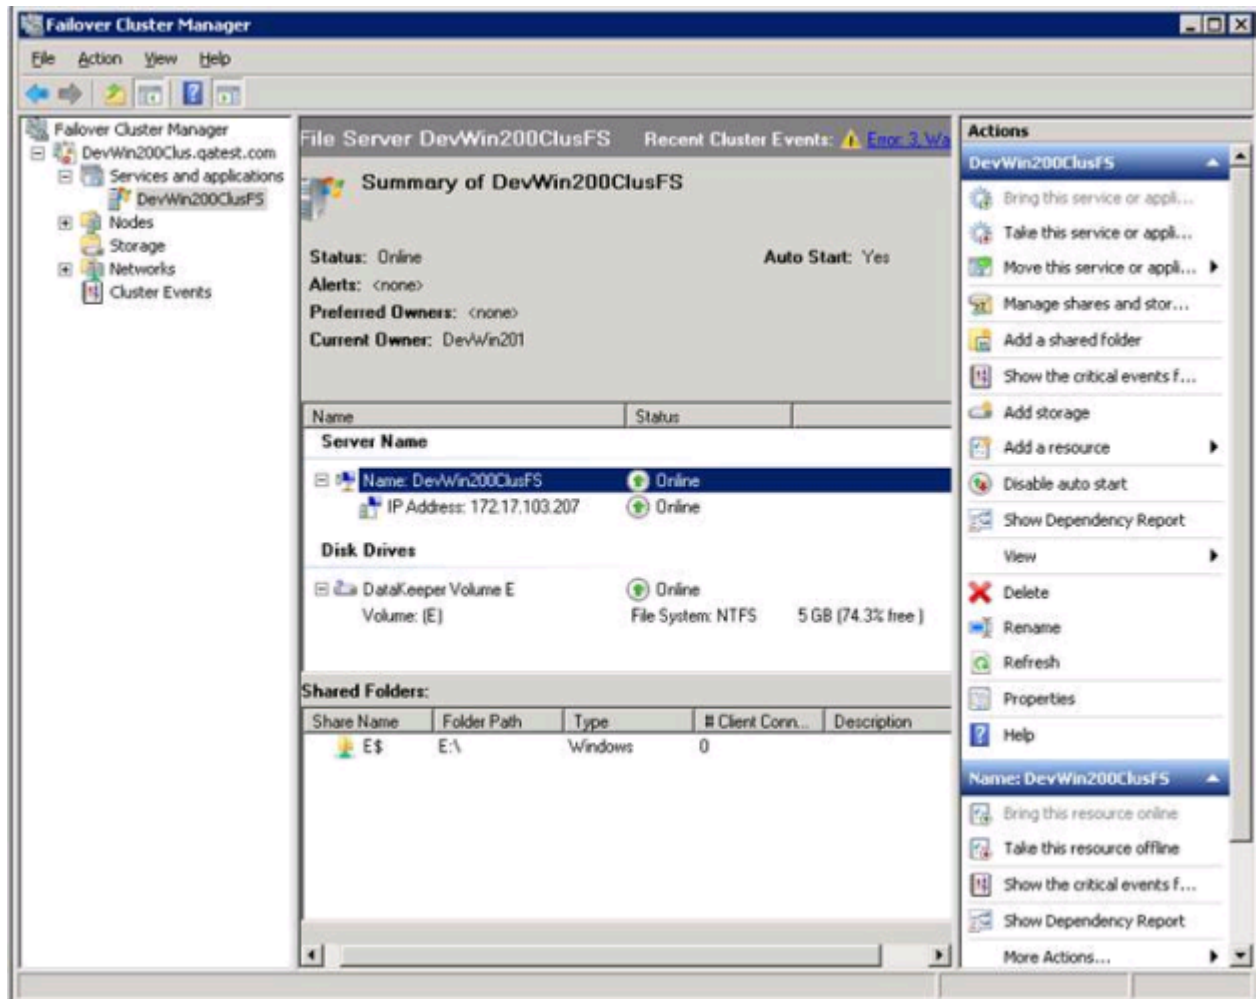 Failover Cluster Manager
File Action View Help
Failover Cluster Manager
DevWin200Clus.qatest.com
Services and applications
DevWin200ClusFS
Nodes
Storage
Networks
Cluster Events
File Server DevWin200ClusFS Recent Cluster Events: Error: 3, Wa
Summary of DevWin200ClusFS
Status: Online Auto Start: Yes
Alerts: <none>
Preferred Owners: <none>
Current Owner: DevWin201
Name Status
Server Name
Name: DevWin200ClusFS Online
IP Address: 172.17.103.207 Online
Disk Drives
DataKeeper Volume E Online
Volume: (E) File System: NTFS 5 GB (74.3% free )
Shared Folders:
Share Name Folder Path Type # Client Conn... Description
E$ E:\ Windows 0
Actions
DevWin200ClusFS
Bring this service or appli...
Take this service or appli...
Move this service or appli...
Manage shares and stor...
Add a shared folder
Show the critical events f...
Add storage
Add a resource
Disable auto start
Show Dependency Report
View
Delete
Rename
Refresh
Properties
Help
Name: DevWin200ClusFS
Bring this resource online
Take this resource offline
Show the critical events f...
Show Dependency Report
More Actions...